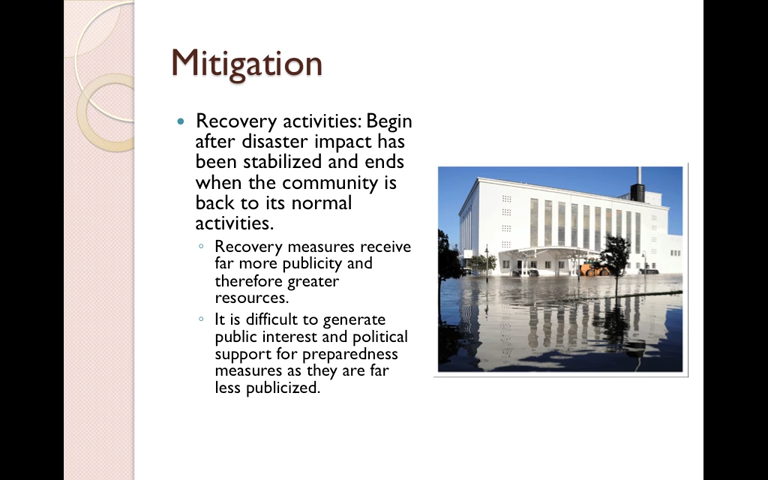 Mitigation
Recovery activities: Begin
after disaster impact has
been stabilized and ends
when the community is
back to its normal
activities.
Recovery measures receive
far more publicity and
therefore greater
resources.
It is difficult to generate
public interest and political
support for preparedness
measures as they are far
less publicized.